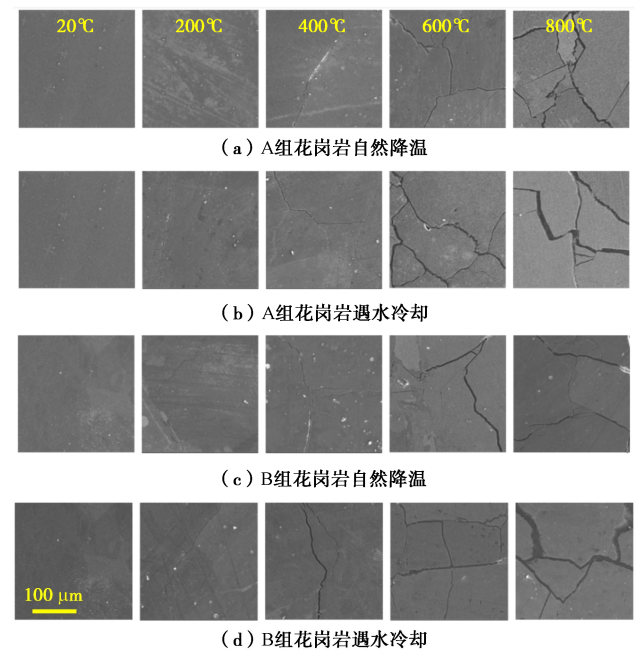 20℃ 200℃ 400℃ 600℃ 800℃
（a）A组花岗岩自然降温
（b）A组花岗岩遇水冷却
（c）B组花岗岩自然降温
100 μm
（d）B组花岗岩遇水冷却